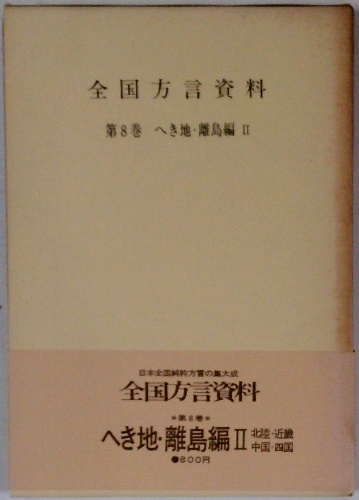 全国方言資料
第8巻 へき地・離島編 II
日本全国純粋方言の集大成
全国方言資料
*第8巻*
へき地・離島編 II 北陸・近畿
中国・四国
●800円